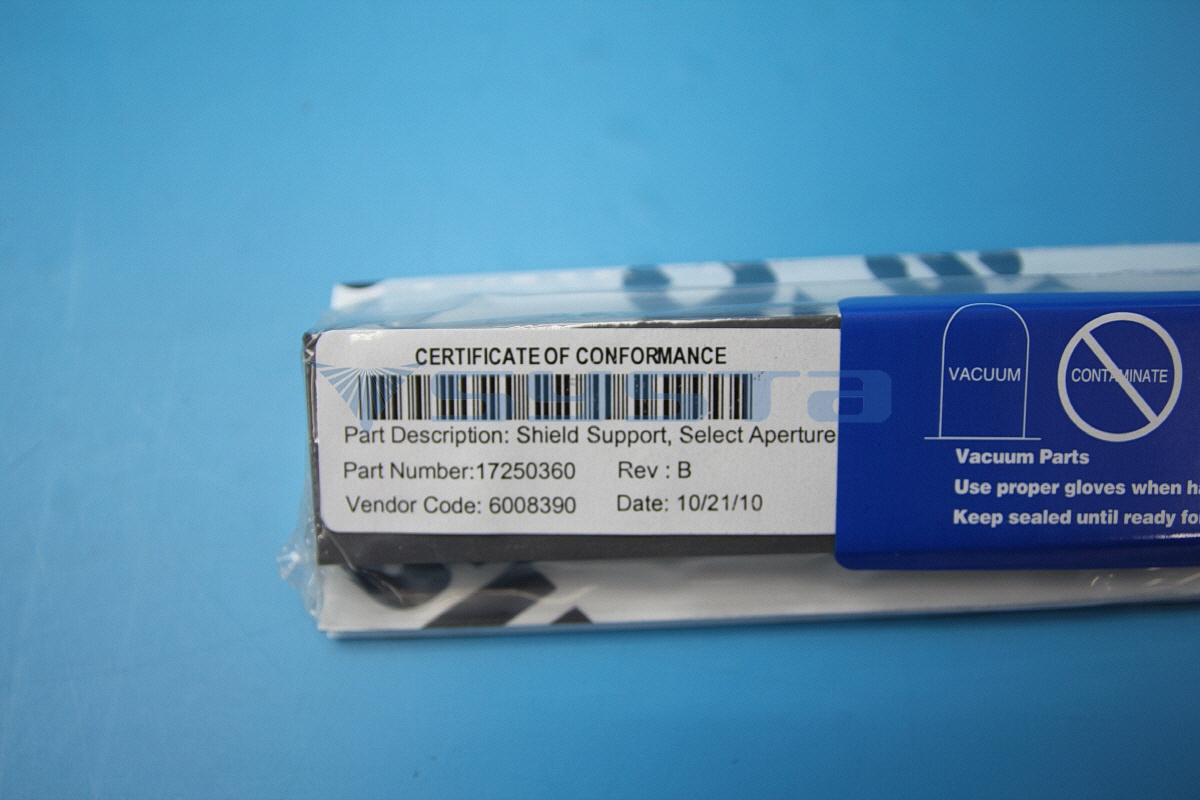 CERTIFICATE OF CONFORMANCE
systa
Part Description: Shield Support, Select Aperture
Part Number:17250360 Rev : B
Vendor Code: 6008390 Date: 10/21/10
VACUUM
CONTAMINATE
Vacuum Parts
Use proper gloves when
Keep sealed until ready